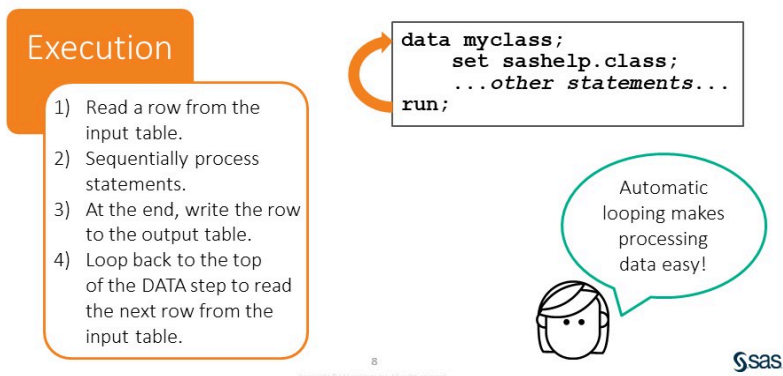 Execution
1) Read a row from the
input table.
2) Sequentially process
statements.
3) At the end, write the row
to the output table.
4) Loop back to the top
of the DATA step to read
the next row from the
input table.
data myclass;
set sashelp.class;
...other statements...
run;
Automatic
looping makes
processing
data easy!
8
sas